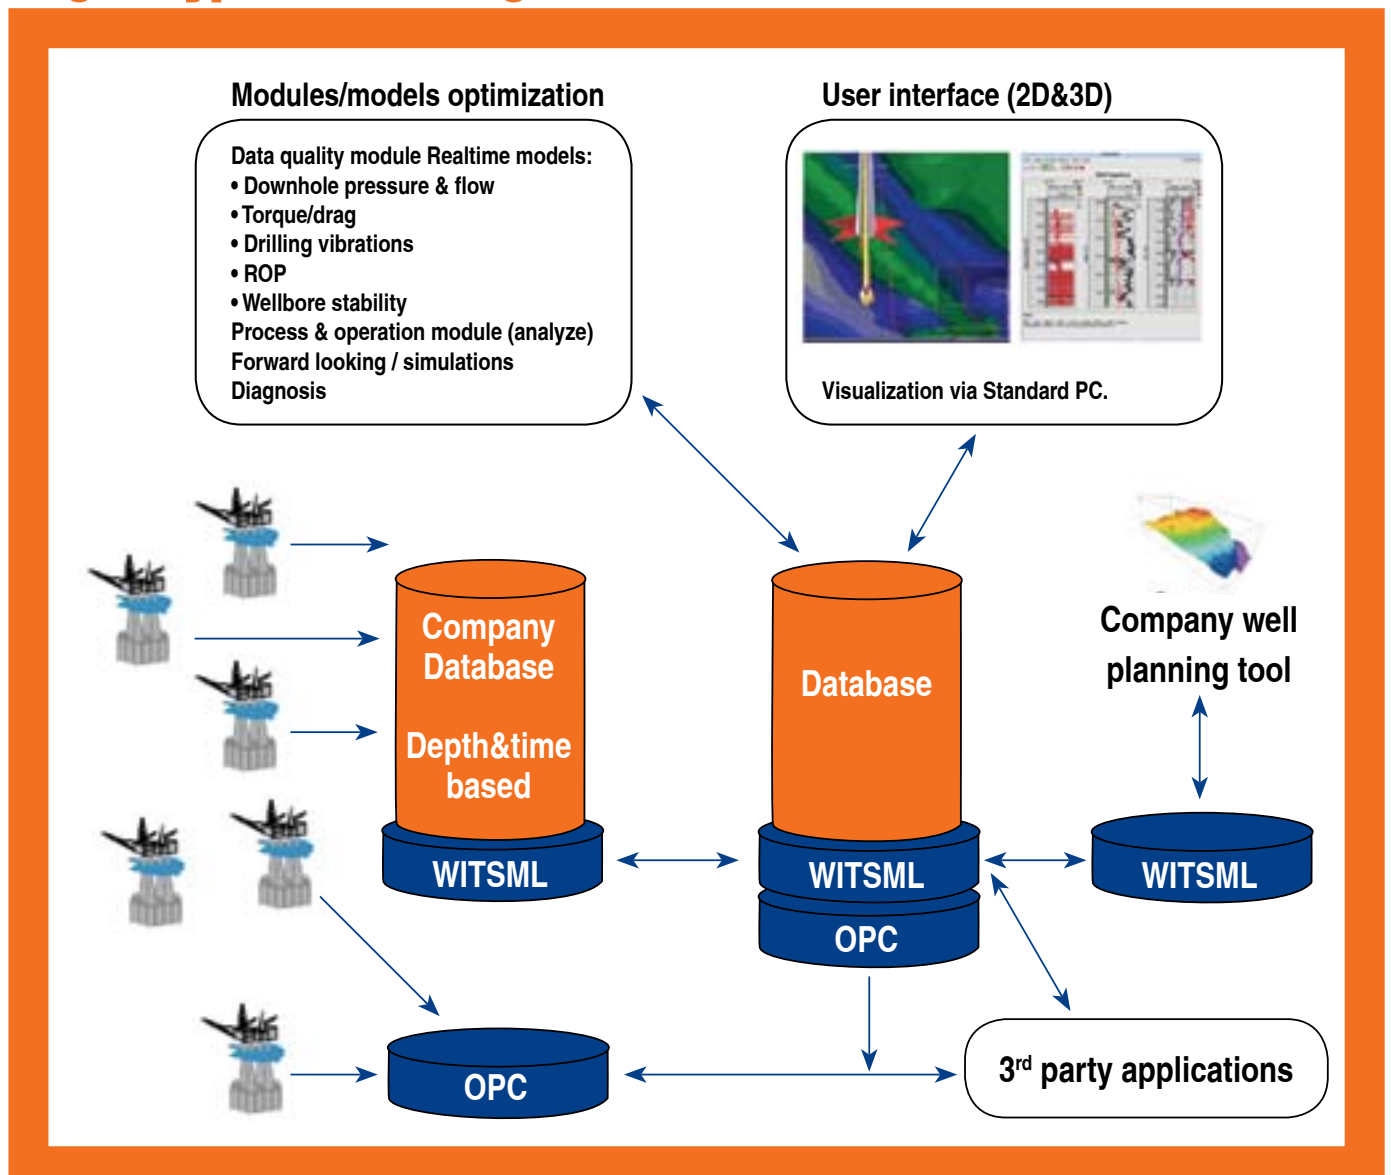 Modules/models optimization
Data quality module Realtime models:
• Downhole pressure & flow
• Torque/drag
• Drilling vibrations
• ROP
• Wellbore stability
Process & operation module (analyze)
Forward looking / simulations
Diagnosis
User interface (2D&3D)
Visualization via Standard PC.
Company
Database
Depth&time
based
WITSML
Database
WITSML
OPC
Company well
planning tool
WITSML
OPC
3rd party applications